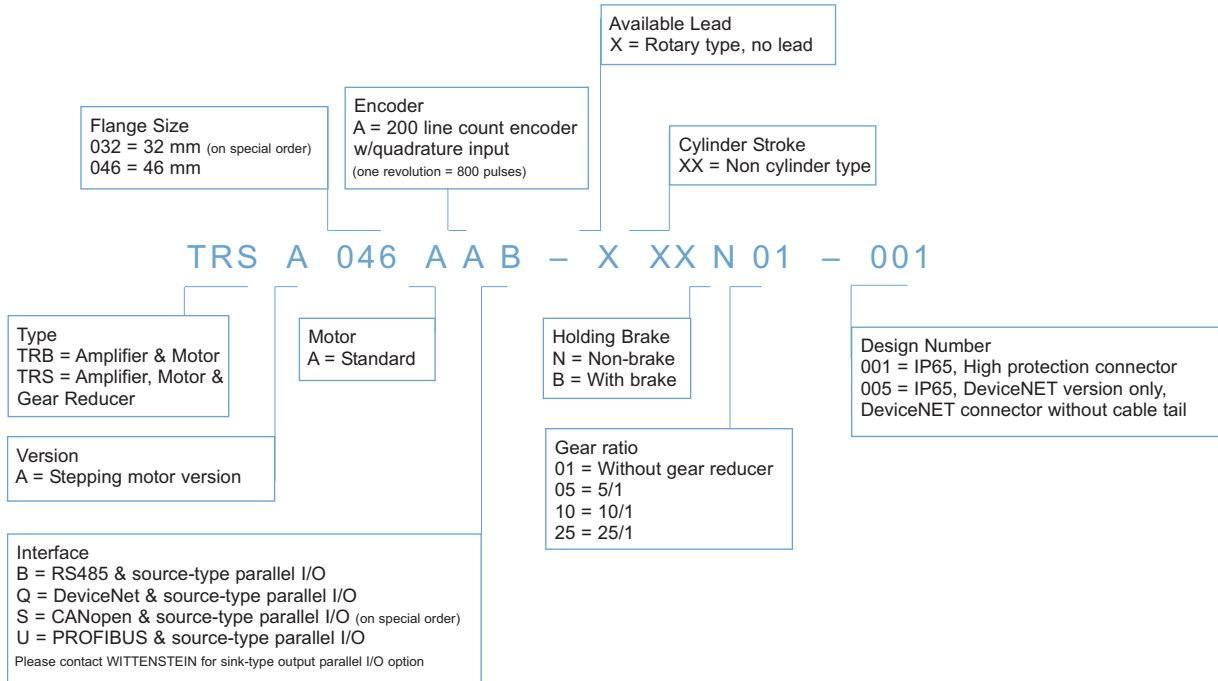 Available Lead
X = Rotary type, no lead
Encoder
A = 200 line count encoder
w/quadrature input
(one revolution = 800 pulses)
Flange Size
032 = 32 mm (on special order)
046 = 46 mm
Cylinder Stroke
XX = Non cylinder type
TRS A 046 A A B – X XX N 01 – 001
Type
TRB = Amplifier & Motor
TRS = Amplifier, Motor &
Gear Reducer
Motor
A = Standard
Holding Brake
N = Non-brake
B = With brake
Design Number
001 = IP65, High protection connector
005 = IP65, DeviceNET version only,
DeviceNET connector without cable tail
Version
A = Stepping motor version
Gear ratio
01 = Without gear reducer
05 = 5/1
10 = 10/1
25 = 25/1
Interface
B = RS485 & source-type parallel I/O
Q = DeviceNet & source-type parallel I/O
S = CANopen & source-type parallel I/O (on special order)
U = PROFIBUS & source-type parallel I/O
Please contact WITTENSTEIN for sink-type output parallel I/O option